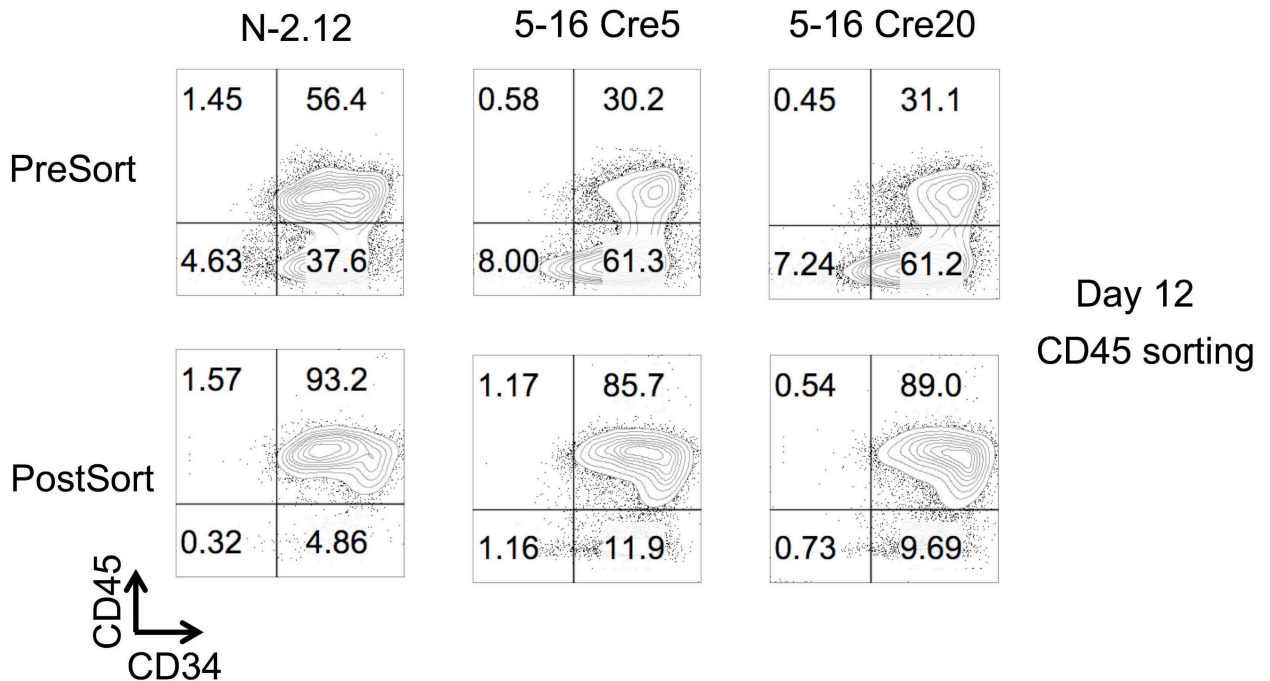 N-2.12 5-16 Cre5 5-16 Cre20
1.45 56.4 0.58 30.2 0.45 31.1
PreSort
4.63 37.6 8.00 61.3 7.24 61.2
Day 12
CD45 sorting
1.57 93.2 1.17 85.7 0.54 89.0
PostSort
0.32 4.86 1.16 11.9 0.73 9.69
CD45
CD34